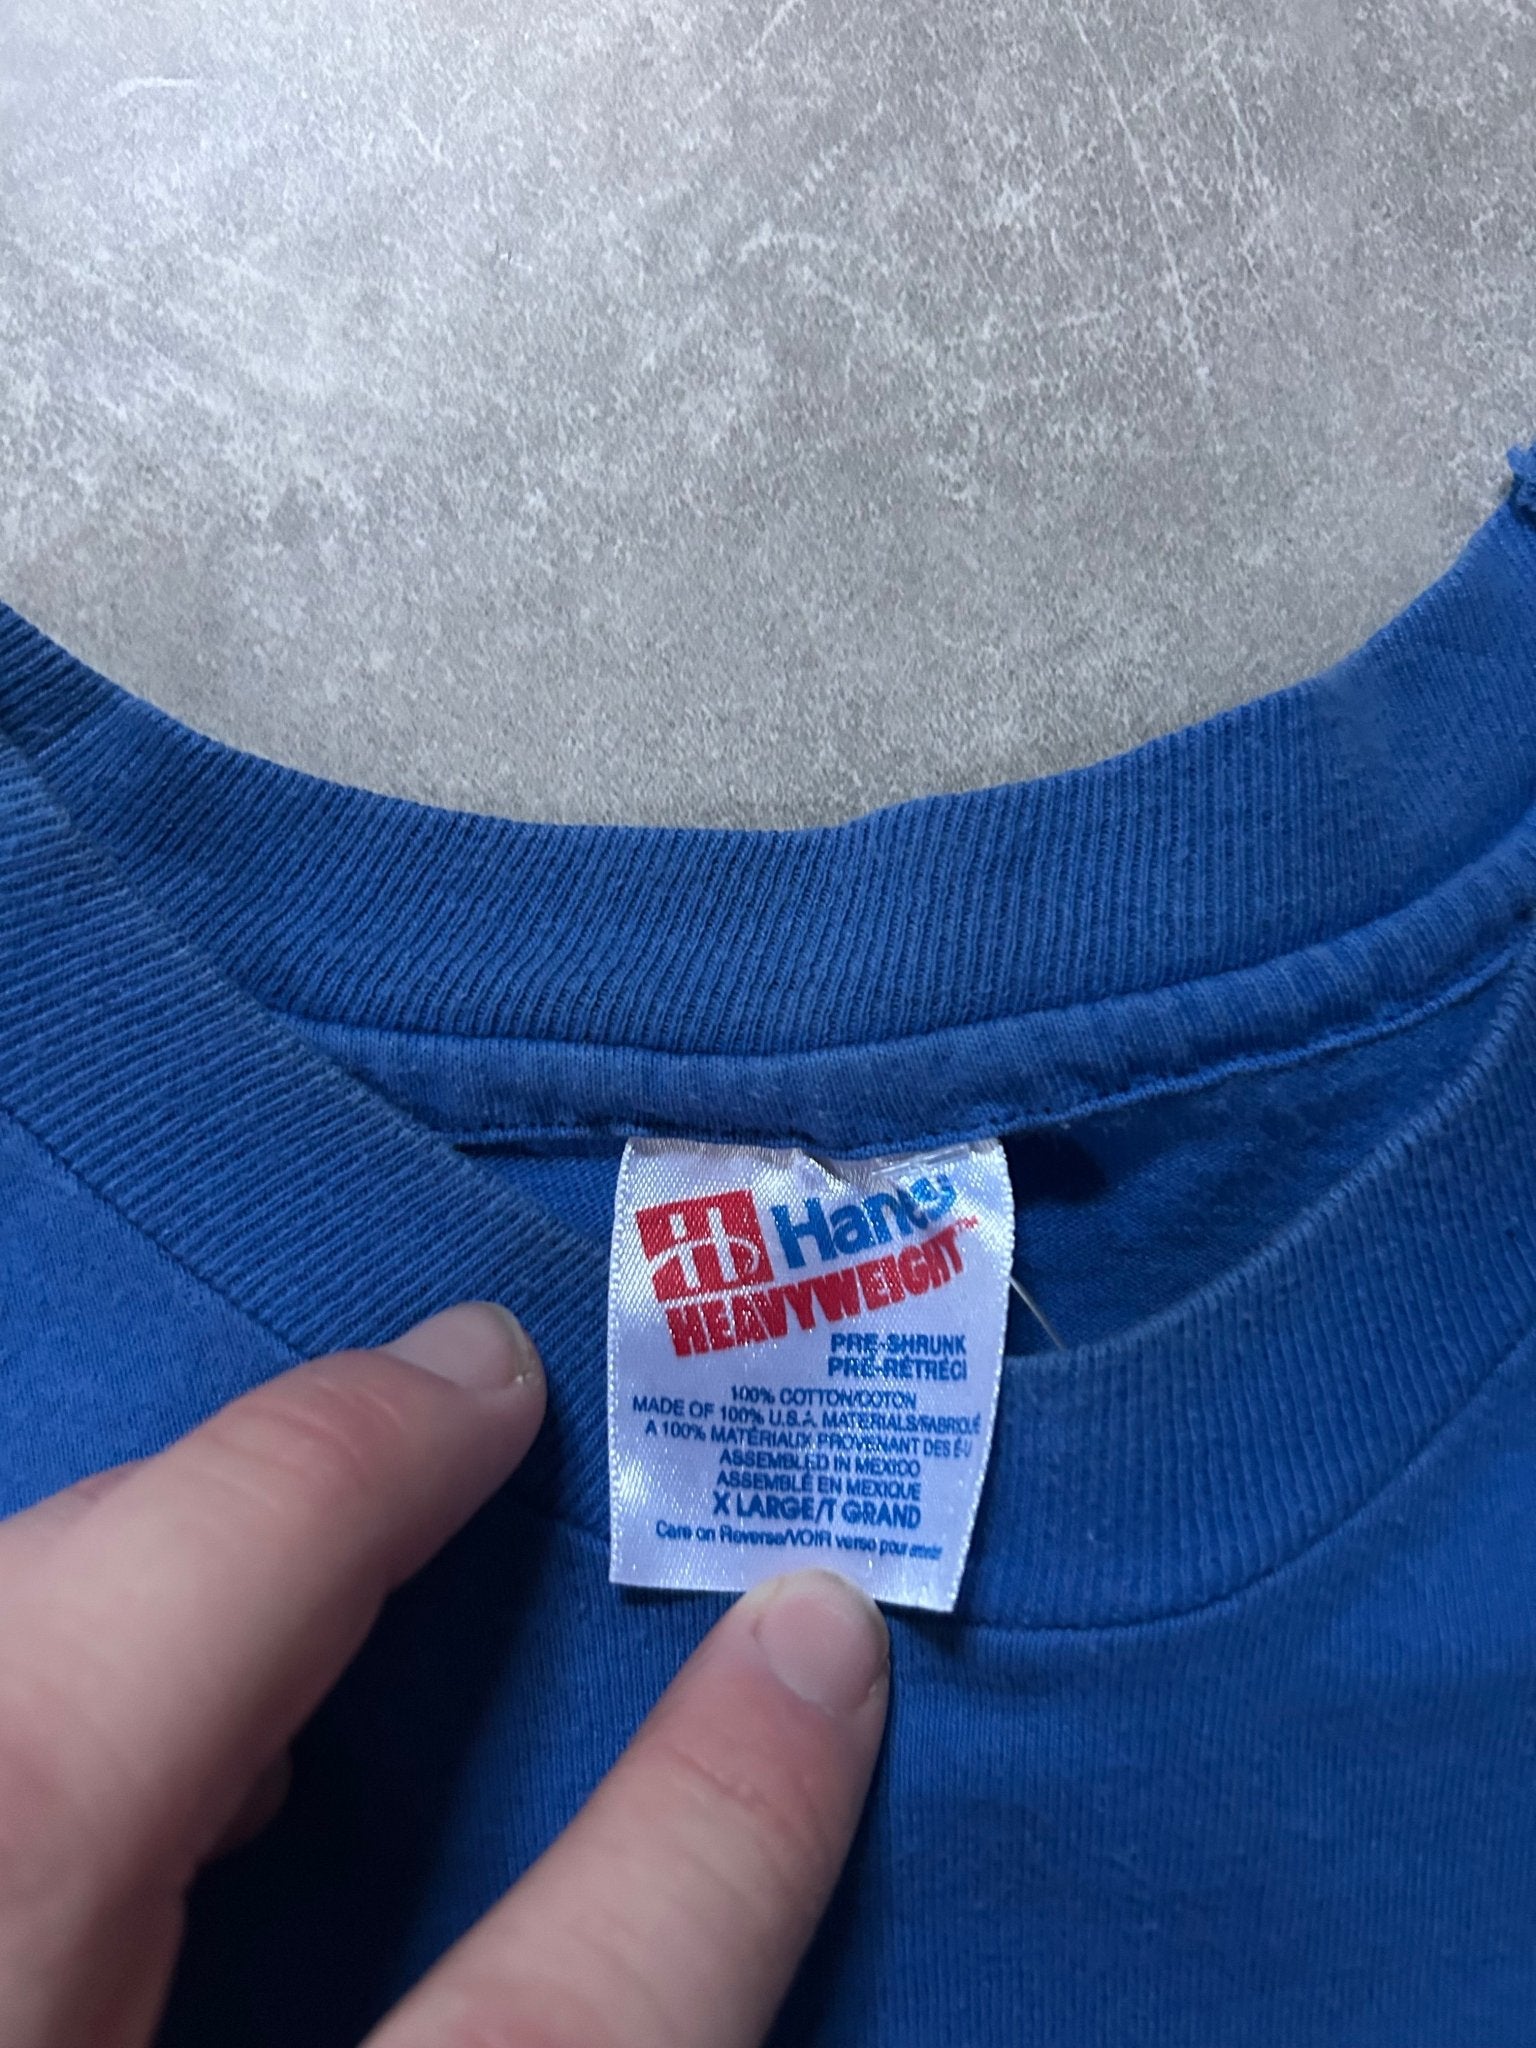 Hanes
HEAVYWEIGHT™
PRE-SHRUNK
PRÉ-RÉTRÉCI
100% COTTON/COTON
MADE OF 100% U.S.A. MATERIALS/FABRIQUÉ
A 100% MATÉRIAUX PROVENANT DES É-U
ASSEMBLED IN MEXICO
ASSEMBLÉ EN MEXIQUE
X LARGE/T GRAND
Care on Reverse/VOIR verso pour